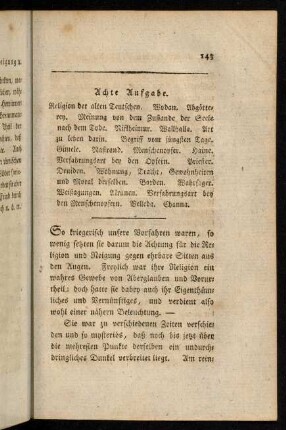 143
Achte Aufgabe.
Religion der alten Deutschen. Wodan. Abgötte-
rey. Meinung von dem Zustande der Seele
nach dem Tode. Niflheimur. Walhalla. Art
zu leben darin. Begriff vom jüngsten Tage.
Gimele. Nastrond. Menschenopfer. Haine.
Verfahrungsart bey den Opfern. Priester.
Druiden. Wohnung, Tracht, Gewohnheiten
und Moral dieselben. Barden. Wahrsager.
Weissagungen. Alrunen. Verfahrungsart bey
den Menschenopfern. Velleda. Ganna.
So kriegerisch unsere Vorfahren waren, so
wenig setzten sie darum die Achtung für die Re-
ligion und Neigung gegen ehrbare Sitten aus
den Augen. Freylich war ihre Religion ein
wahres Gewebe von Aberglauben und Vorur-
theil; doch hatte sie dabey auch ihr Eigenthüm-
liches und Vernünftiges, und verdient also
wohl einer nähern Beleuchtung. —
Sie war zu verschiedenen Zeiten verschie-
den und so mysteriös, daß noch bis jetzt über
die mehresten Punkte derselben ein undurch-
dringliches Dunkel verbreitet liegt. Am rein-